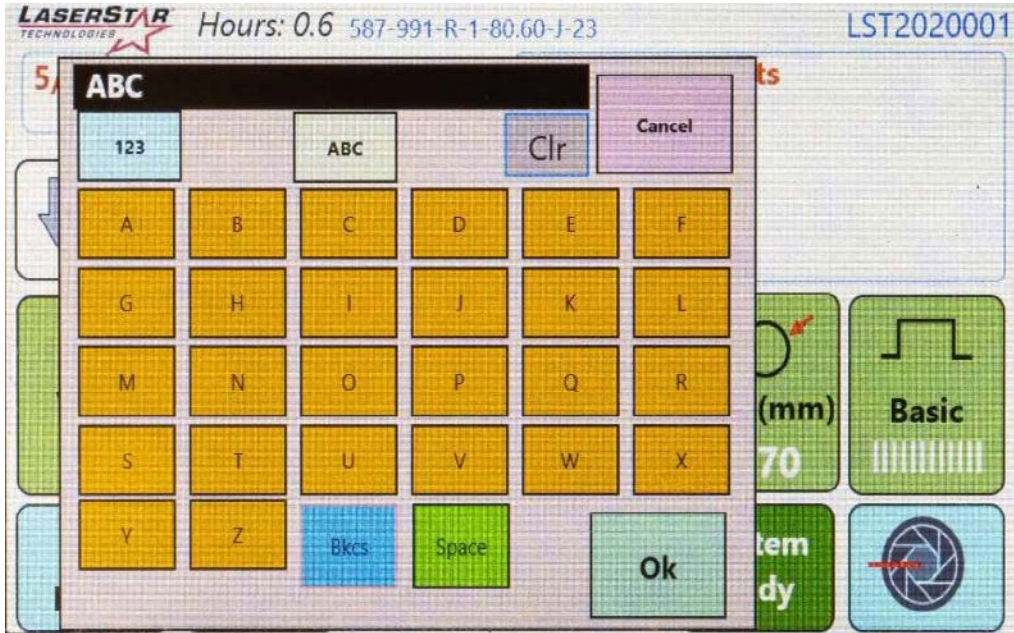 LASERSTAR
TECHNOLOGIES
Hours: 0.6 587-991-R-1-80.60-J-23 LST2020001
5/
ts
ABC
123 ABC Clr Cancel
A B C D E F
G H I J K L
M N O P Q R
(mm) Basic
70
S T U V W X
Y Z Bkcs Space Ok
tem
dy